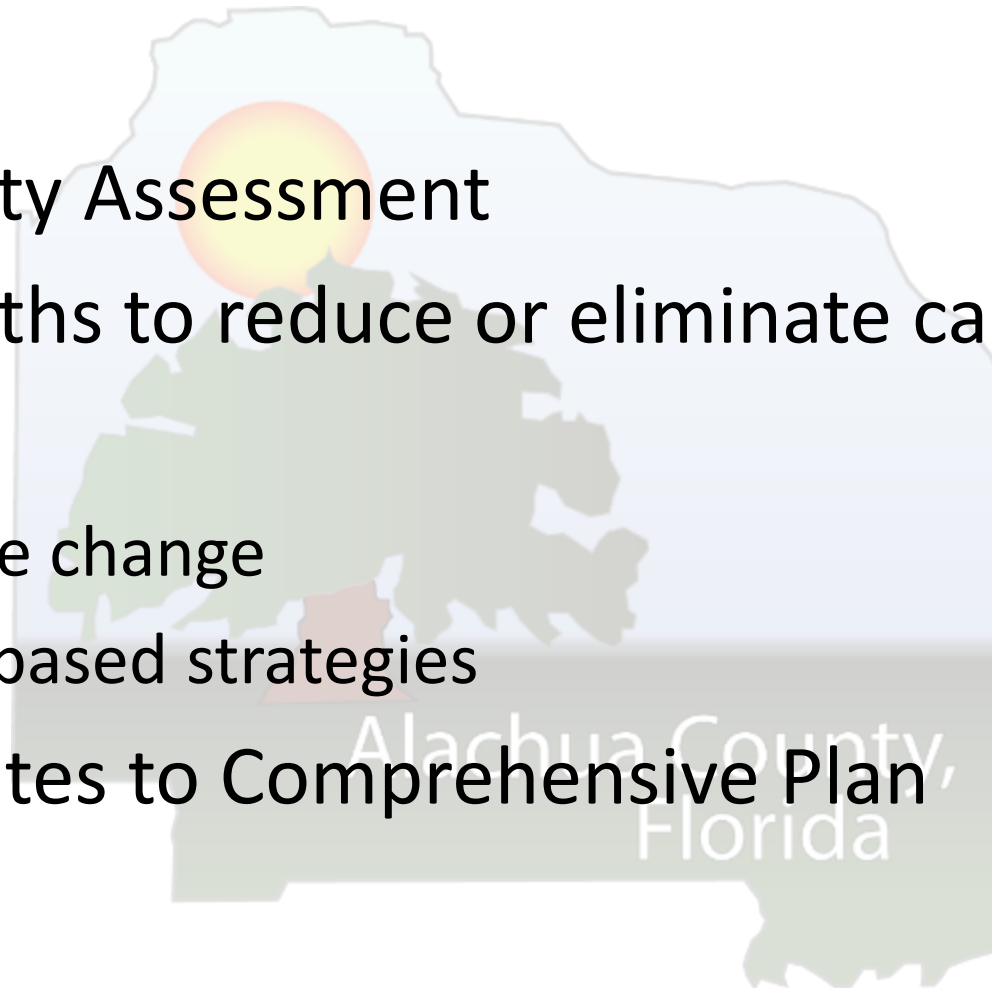 ty Assessment
ths to reduce or eliminate ca
e change
based strategies
tes to Comprehensive Plan
Alachua County,
Florida